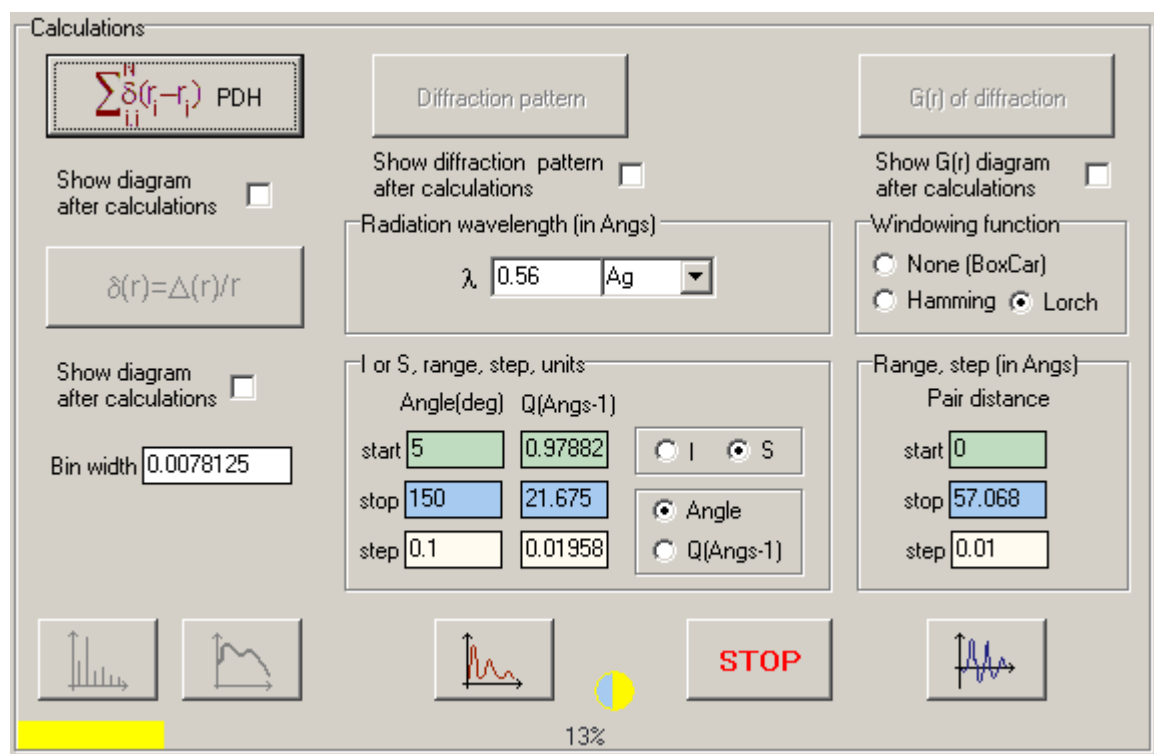 Calculations
∑δ(ri−rj) PDH
N
i,j
Diffraction pattern
G(r) of diffraction
Show diagram
after calculations
Show diffraction pattern
after calculations
Show G(r) diagram
after calculations
δ(r)=Δ(r)/r
Radiation wavelength (in Angs)
λ 0.56 Ag
Windowing function
None (BoxCar)
Hamming Lorch
Show diagram
after calculations
Bin width 0.0078125
I or S, range, step, units
Angle(deg) Q(Angs-1)
start 5 0.97882
stop 150 21.675
step 0.1 0.01958
I S
Angle
Q(Angs-1)
Range, step (in Angs)
Pair distance
start 0
stop 57.068
step 0.01
STOP
13%